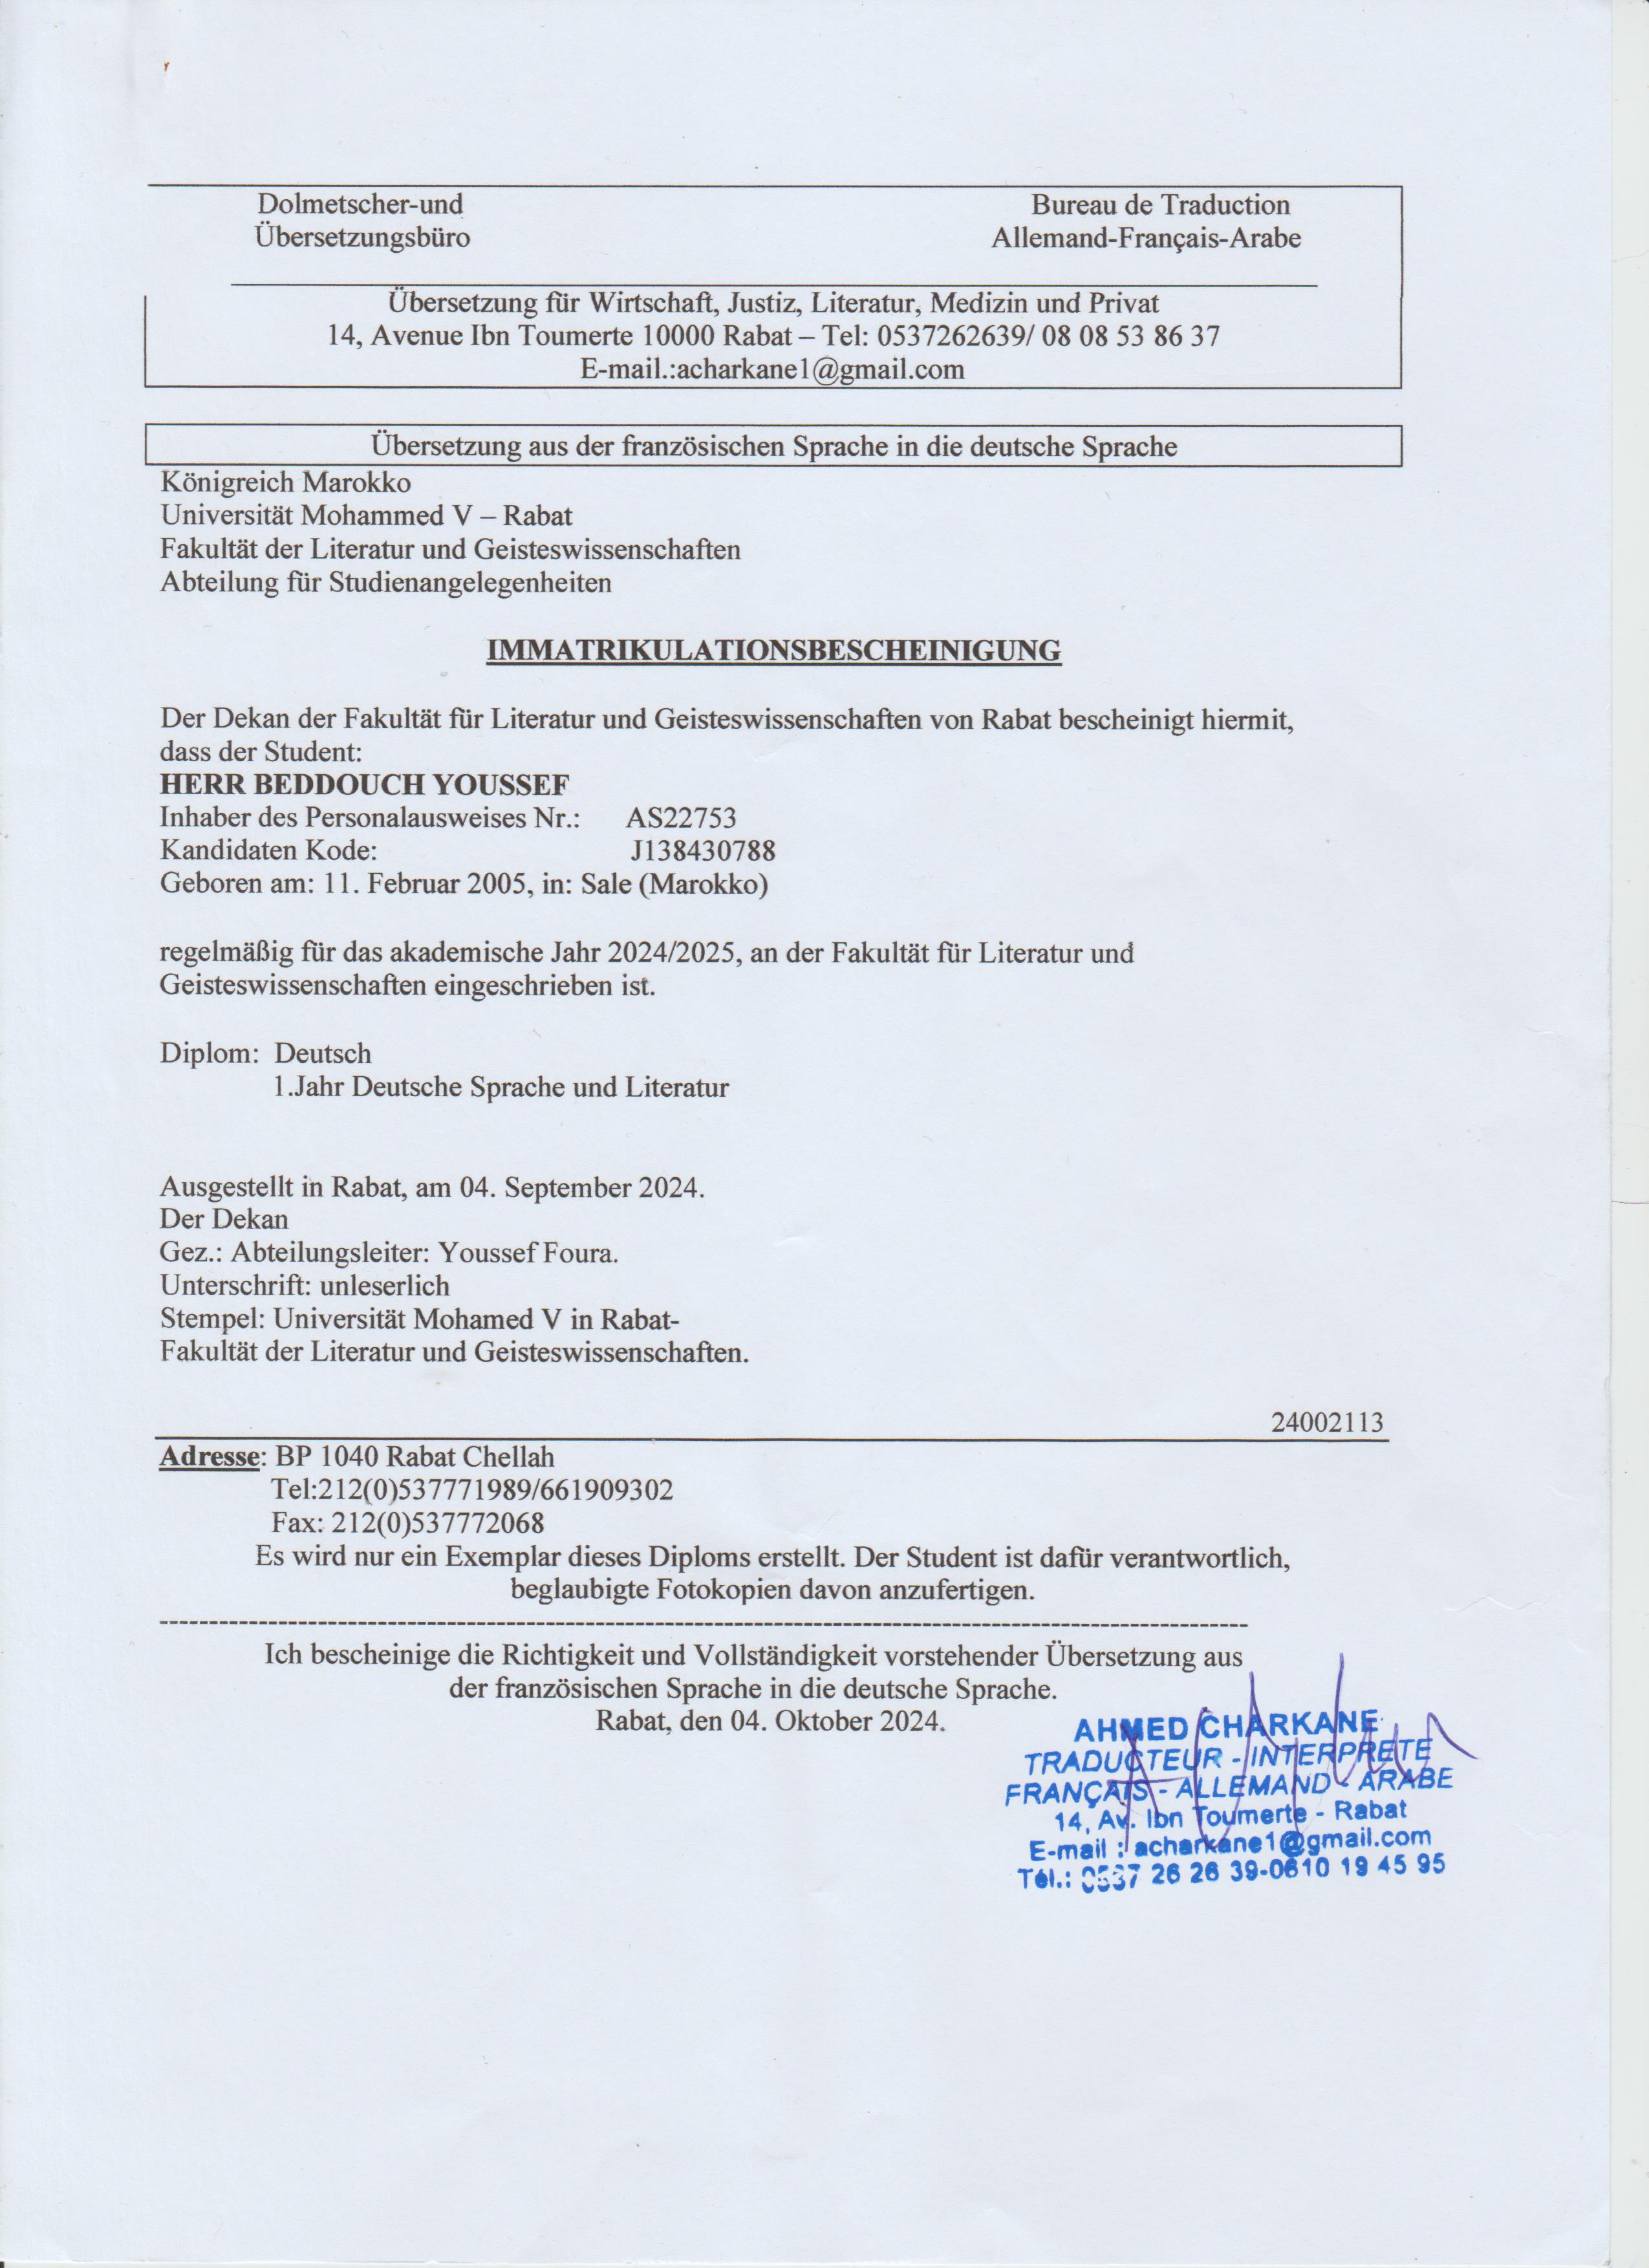 Dolmetscher-und
Übersetzungsbüro
Bureau de Traduction
Allemand-Français-Arabe
Übersetzung für Wirtschaft, Justiz, Literatur, Medizin und Privat
14, Avenue Ibn Toumerte 10000 Rabat – Tel: 0537262639/ 08 08 53 86 37
E-mail.:acharkane1@gmail.com
Übersetzung aus der französischen Sprache in die deutsche Sprache
Königreich Marokko
Universität Mohammed V – Rabat
Fakultät der Literatur und Geisteswissenschaften
Abteilung für Studienangelegenheiten
IMMATRIKULATIONSBESCHEINIGUNG
Der Dekan der Fakultät für Literatur und Geisteswissenschaften von Rabat bescheinigt hiermit,
dass der Student:
HERR BEDDOUCH YOUSSEF
Inhaber des Personalausweises Nr.: AS22753
Kandidaten Kode: J138430788
Geboren am: 11. Februar 2005, in: Sale (Marokko)
regelmäßig für das akademische Jahr 2024/2025, an der Fakultät für Literatur und
Geisteswissenschaften eingeschrieben ist.
Diplom: Deutsch
1.Jahr Deutsche Sprache und Literatur
Ausgestellt in Rabat, am 04. September 2024.
Der Dekan
Gez.: Abteilungsleiter: Youssef Foura.
Unterschrift: unleserlich
Stempel: Universität Mohamed V in Rabat-
Fakultät der Literatur und Geisteswissenschaften.
24002113
Adresse: BP 1040 Rabat Chellah
Tel:212(0)537771989/661909302
Fax: 212(0)537772068
Es wird nur ein Exemplar dieses Diploms erstellt. Der Student ist dafür verantwortlich,
beglaubigte Fotokopien davon anzufertigen.
Ich bescheinige die Richtigkeit und Vollständigkeit vorstehender Übersetzung aus
der französischen Sprache in die deutsche Sprache.
Rabat, den 04. Oktober 2024.
AHMED CHARKANE
TRADUCTEUR - INTERPRETE
FRANÇAIS - ALLEMAND - ARABE
14, Av. Ibn Toumerte - Rabat
E-mail : acharkane1@gmail.com
Tél.: 0537 26 26 39-0610 19 45 95